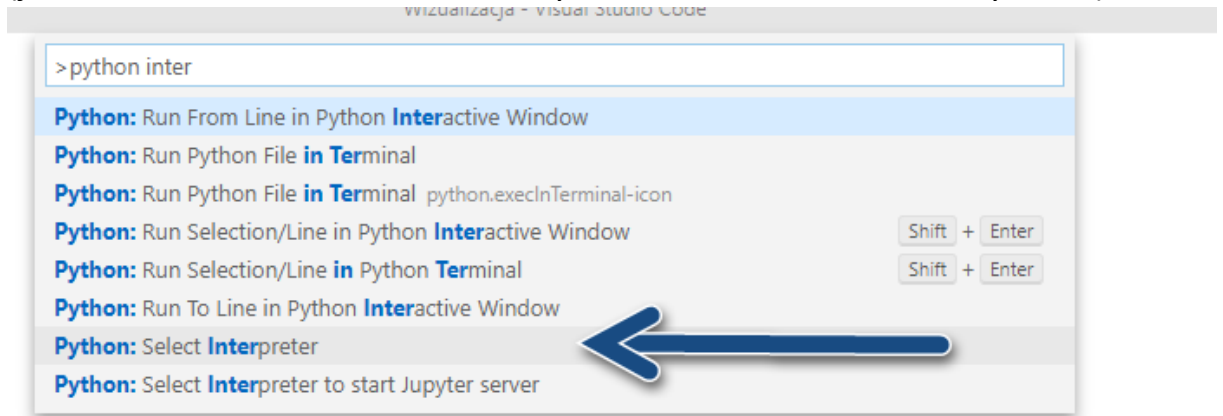 Wizualizacja - Visual Studio Code
>python inter
Python: Run From Line in Python Interactive Window
Python: Run Python File in Terminal
Python: Run Python File in Terminal python.execInTerminal-icon
Python: Run Selection/Line in Python Interactive Window Shift + Enter
Python: Run Selection/Line in Python Terminal Shift + Enter
Python: Run To Line in Python Interactive Window
Python: Select Interpreter
Python: Select Interpreter to start Jupyter server